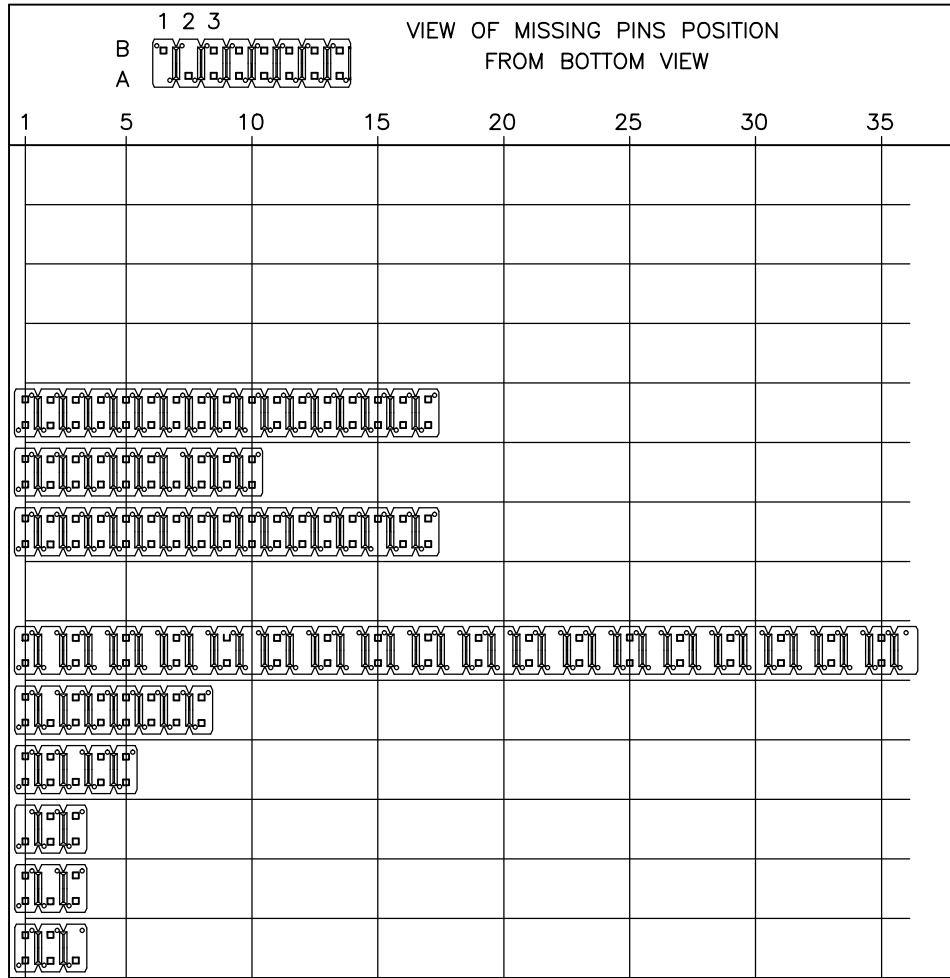 1 2 3
B
A
VIEW OF MISSING PINS POSITION
FROM BOTTOM VIEW
1 5 10 15 20 25 30 35